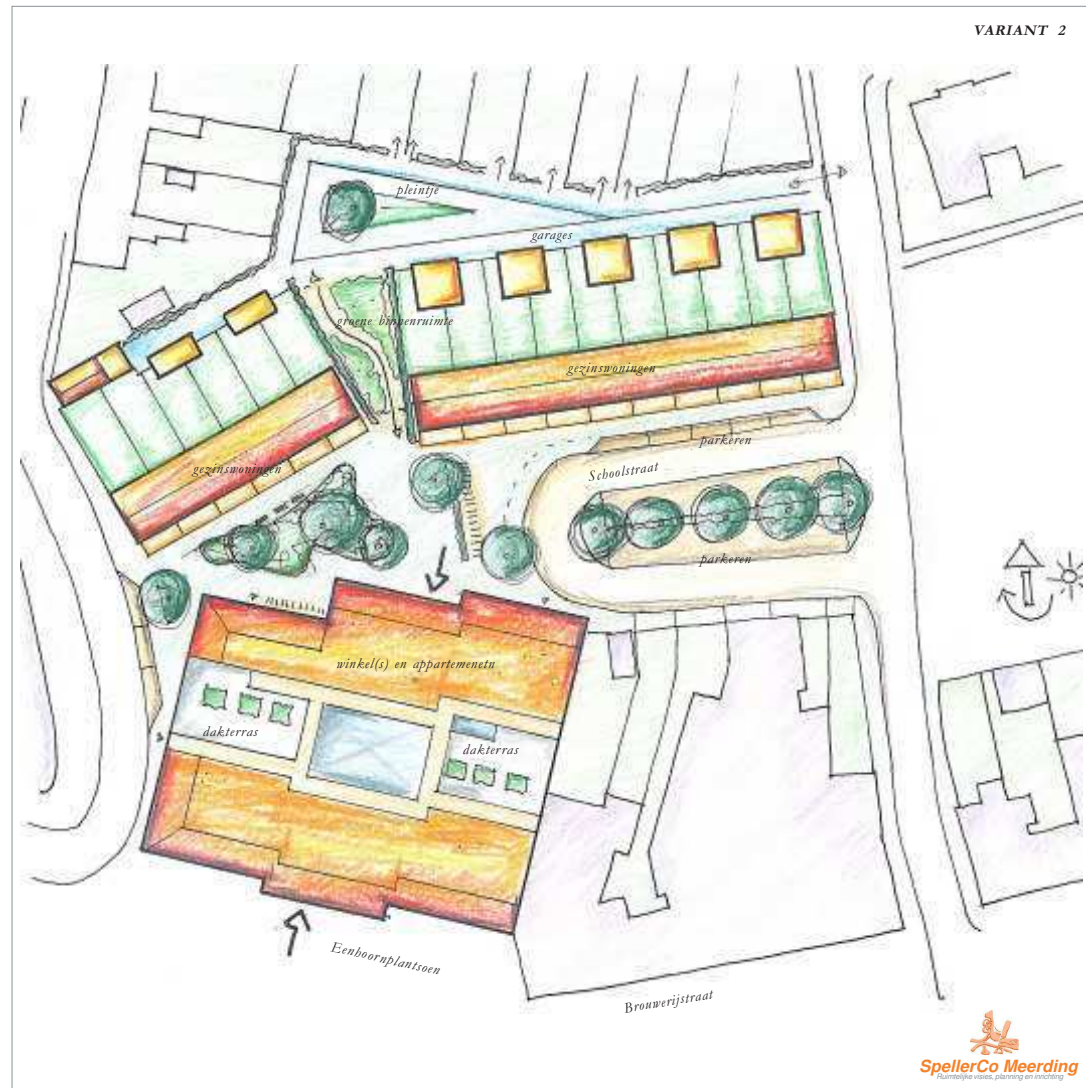 VARIANT 2
pleintje
garages
groene binnenruimte
gezinswoningen
parkeren
gezinswoningen
Schoolstraat
parkeren
winkel(s) en appartemenetn
dakterras
dakterras
Eenhoornplantsoen
Brouwerijstraat
SpellerCo Meerding
Ruimtelijke visies, planning en inrichting